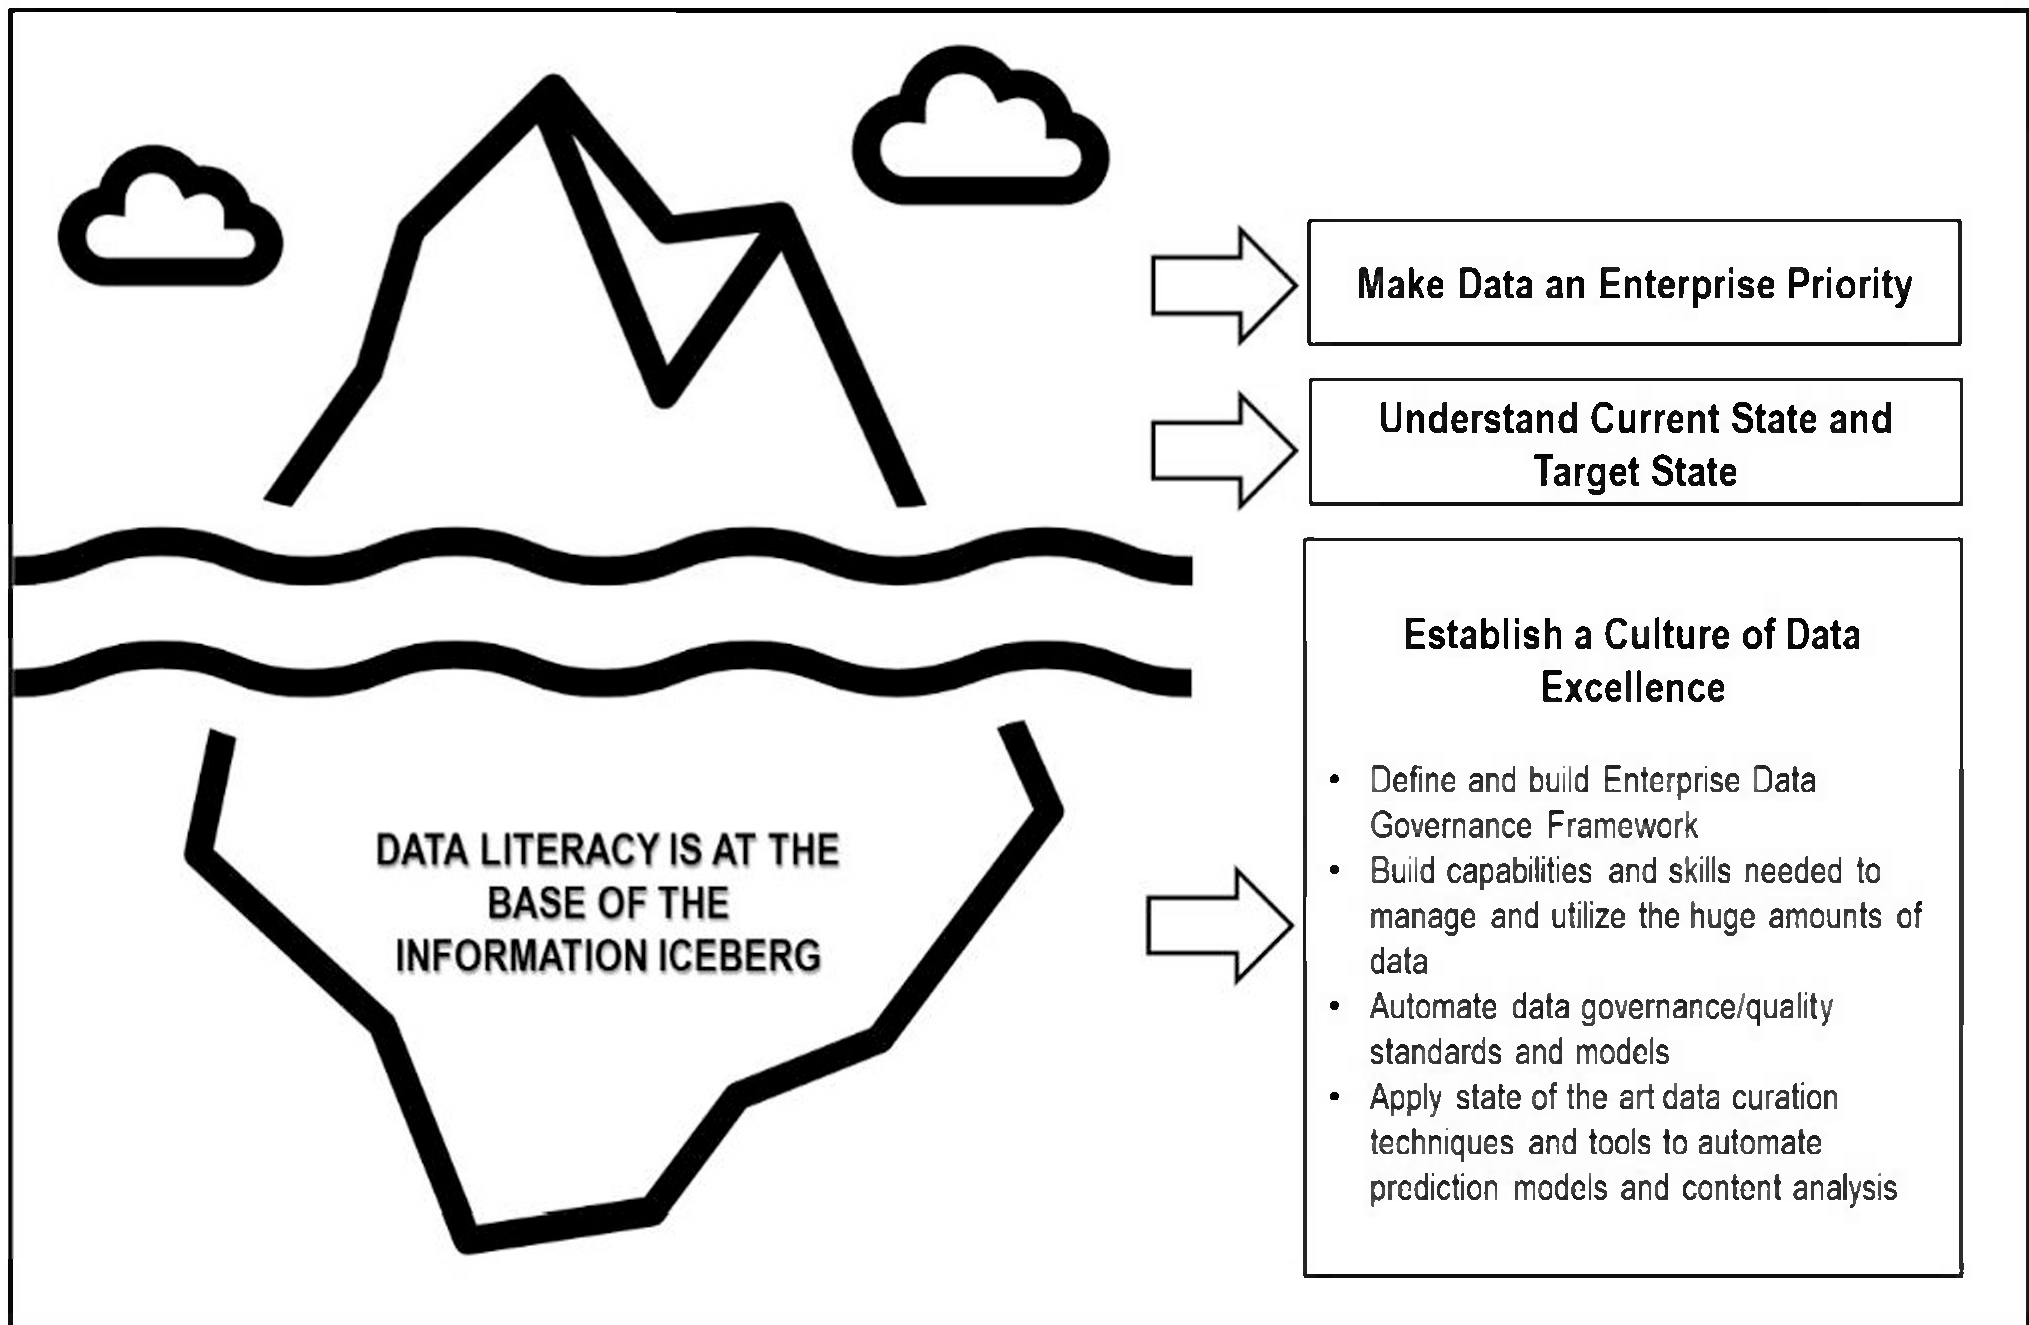 Make Data an Enterprise Priority
Understand Current State and
Target State
Establish a Culture of Data
Excellence
• Define and build Enterprise Data
Governance Framework
• Build capabilities and skills needed to
manage and utilize the huge amounts of
data
• Automate data governance/quality
standards and models
• Apply state of the art data curation
techniques and tools to automate
prediction models and content analysis
DATA LITERACY IS AT THE
BASE OF THE
INFORMATION ICEBERG